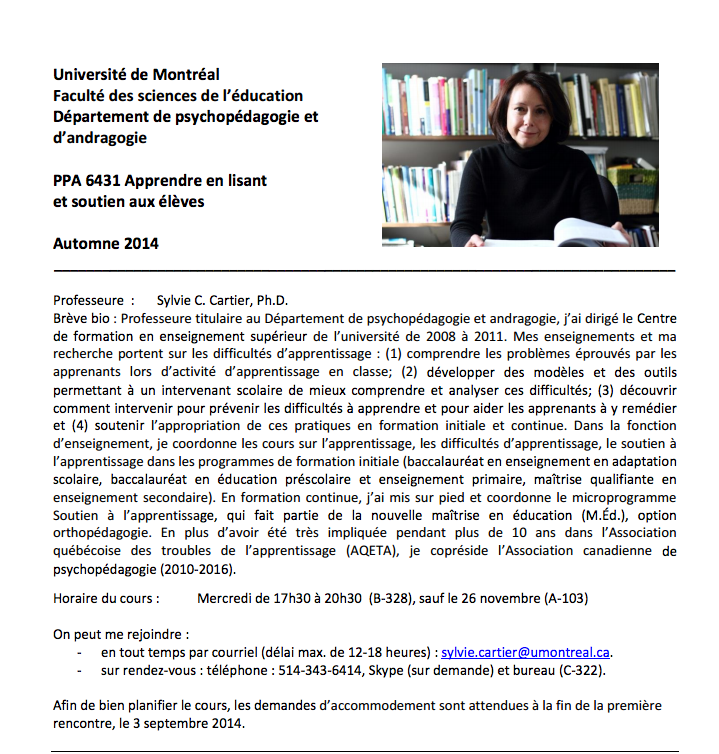 Université de Montréal
Faculté des sciences de l'éducation
Département de psychopédagogie et
d'andragogie
PPA 6431 Apprendre en lisant
et soutien aux élèves
Automne 2014
Professeure : Sylvie C. Cartier, Ph.D.
Brève bio : Professeure titulaire au Département de psychopédagogie et andragogie, j'ai dirigé le Centre
de formation en enseignement supérieur de l'université de 2008 à 2011. Mes enseignements et ma
recherche portent sur les difficultés d'apprentissage : (1) comprendre les problèmes éprouvés par les
apprenants lors d'activité d'apprentissage en classe; (2) développer des modèles et des outils
permettant à un intervenant scolaire de mieux comprendre et analyser ces difficultés; (3) découvrir
comment intervenir pour prévenir les difficultés à apprendre et pour aider les apprenants à y remédier
et (4) soutenir l'appropriation de ces pratiques en formation initiale et continue. Dans la fonction
d'enseignement, je coordonne les cours sur l'apprentissage, les difficultés d'apprentissage, le soutien à
l'apprentissage dans les programmes de formation initiale (baccalauréat en enseignement en adaptation
scolaire, baccalauréat en éducation préscolaire et enseignement primaire, maîtrise qualifiante en
enseignement secondaire). En formation continue, j'ai mis sur pied et coordonne le microprogramme
Soutien à l'apprentissage, qui fait partie de la nouvelle maîtrise en éducation (M.Éd.), option
orthopédagogie. En plus d'avoir été très impliquée pendant plus de 10 ans dans l'Association
québécoise des troubles de l'apprentissage (AQETA), je copréside l'Association canadienne de
psychopédagogie (2010-2016).
Horaire du cours : Mercredi de 17h30 à 20h30 (B-328), sauf le 26 novembre (A-103)
On peut me rejoindre :
- en tout temps par courriel (délai max. de 12-18 heures) : sylvie.cartier@umontreal.ca.
- sur rendez-vous : téléphone : 514-343-6414, Skype (sur demande) et bureau (C-322).
Afin de bien planifier le cours, les demandes d'accommodement sont attendues à la fin de la première
rencontre, le 3 septembre 2014.